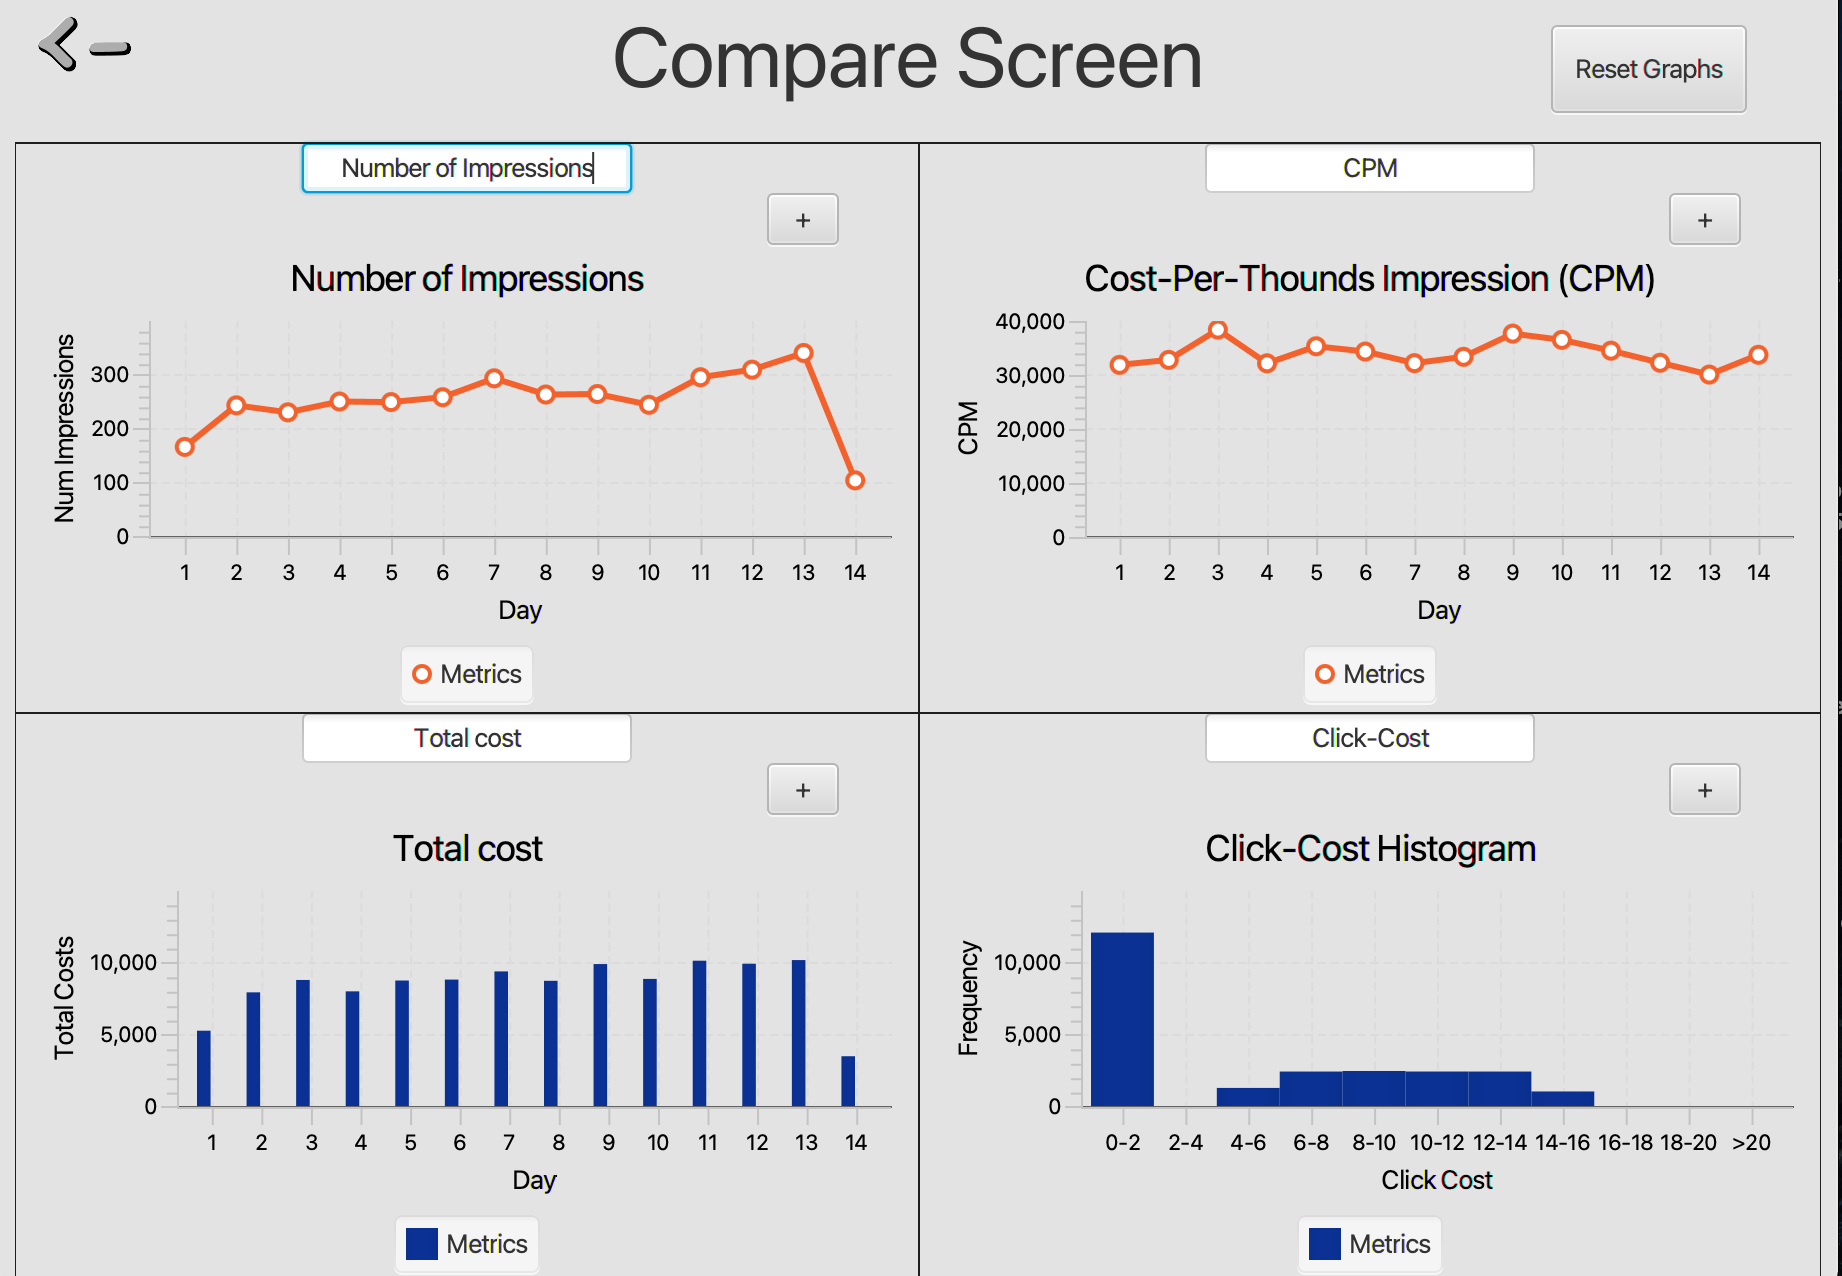 Compare Screen
Reset Graphs
Number of Impressions
+
Number of Impressions
Num Impressions
300
200
100
0
1 2 3 4 5 6 7 8 9 10 11 12 13 14
Day
Metrics
CPM
+
Cost-Per-Thounds Impression (CPM)
CPM
40,000
30,000
20,000
10,000
0
1 2 3 4 5 6 7 8 9 10 11 12 13 14
Day
Metrics
Total cost
+
Total cost
Total Costs
10,000
5,000
0
1 2 3 4 5 6 7 8 9 10 11 12 13 14
Day
Metrics
Click-Cost
+
Click-Cost Histogram
Frequency
10,000
5,000
0
0-2 2-4 4-6 6-8 8-10 10-12 12-14 14-16 16-18 18-20 >20
Click Cost
Metrics